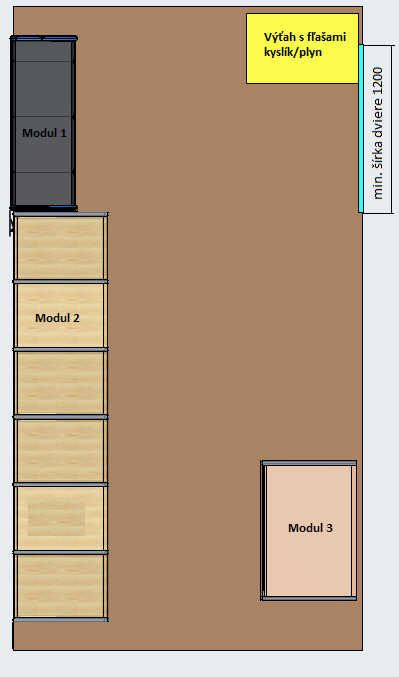 Výťah s fľašami
kyslík/plyn
min. šírka dviere 1200
Modul 1
Modul 2
Modul 3